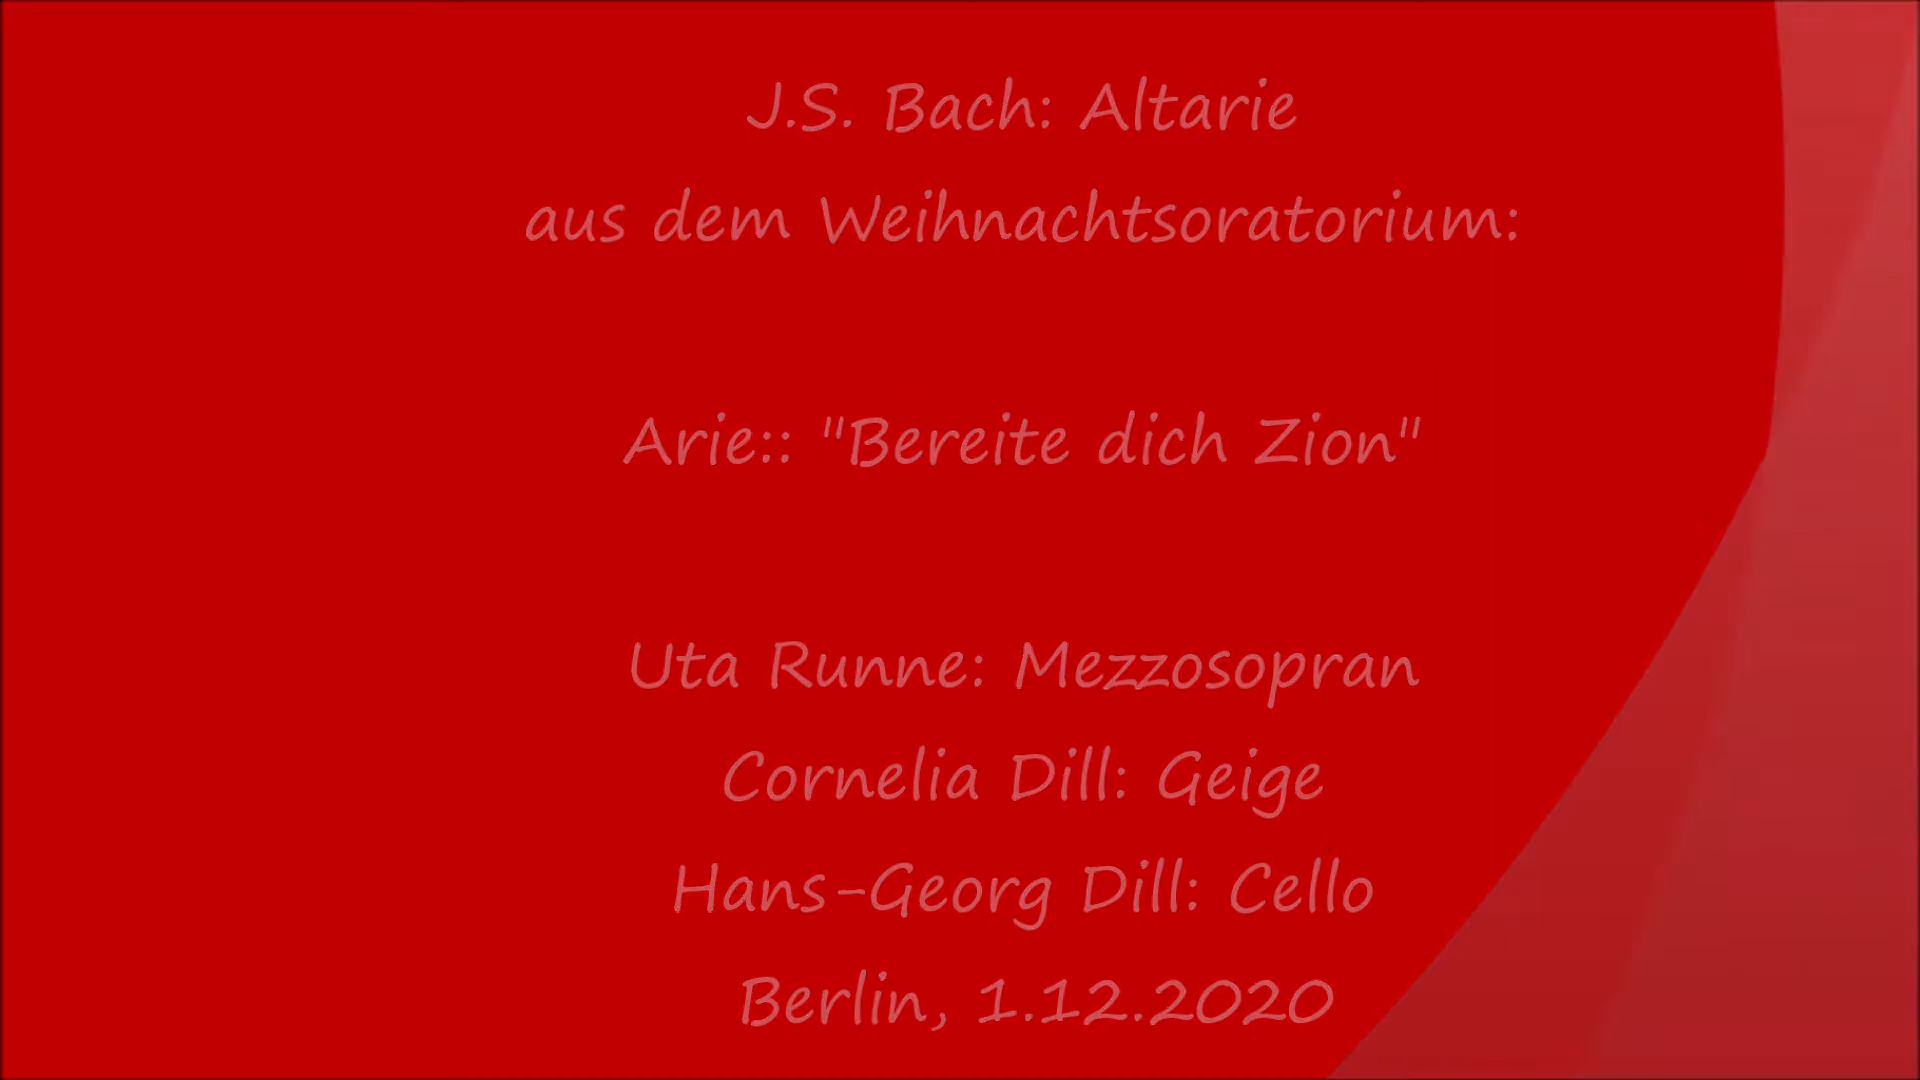 J.S. Bach: Altarie
aus dem Weihnachtsoratorium:
Arie:: "Bereite dich Zion"
Uta Runne: Mezzosopran
Cornelia Dill: Geige
Hans-Georg Dill: Cello
Berlin, 1.12.2020